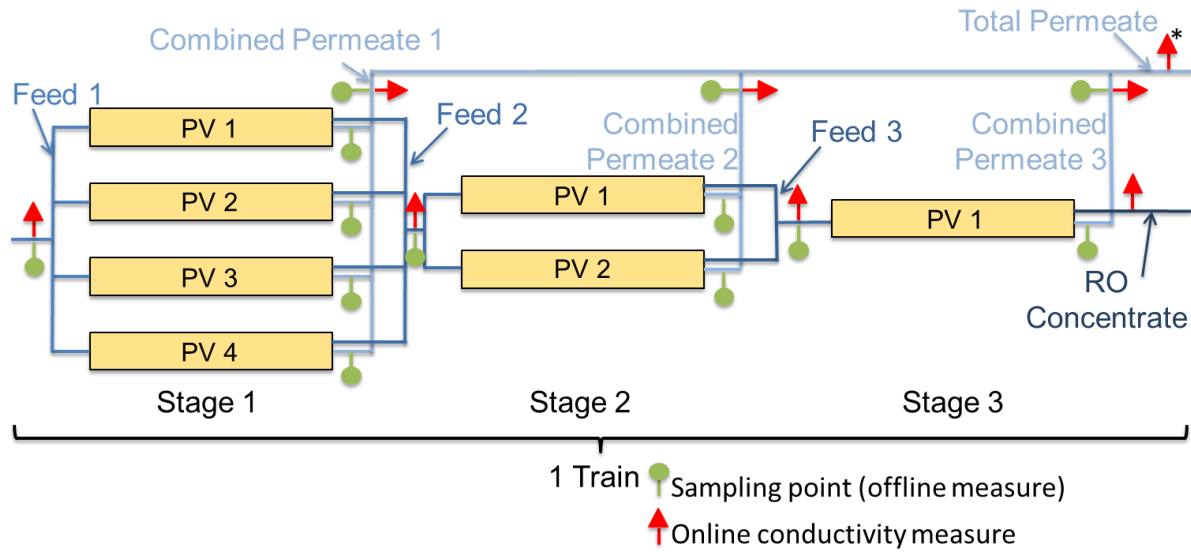 Total Permeate
*
Combined Permeate 1
Feed 1
PV 1
Feed 2
Combined
Permeate 2
Feed 3
Combined
Permeate 3
PV 2
PV 1
PV 1
PV 3
PV 2
RO
Concentrate
PV 4
Stage 1
Stage 2
Stage 3
1 Train
Sampling point (offline measure)
Online conductivity measure